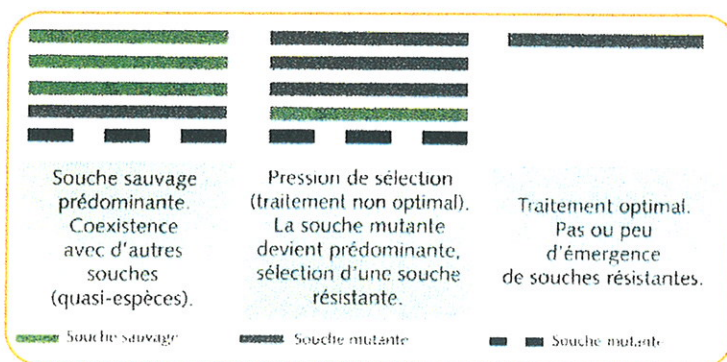 Souche sauvage
prédominante.
Coexistence
avec d'autres
souches
(quasi-espèces).
Pression de sélection
(traitement non optimal).
La souche mutante
devient prédominante,
sélection d'une souche
résistante.
Traitement optimal.
Pas ou peu
d'émergence
de souches résistantes.
Souche sauvage
Souche mutante
Souche mutante